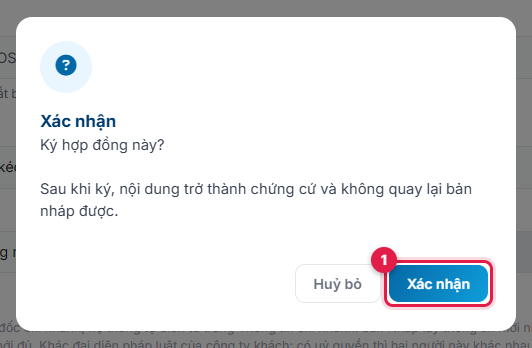 ?
Xác nhận
Ký hợp đồng này?
Sau khi ký, nội dung trở thành chứng cứ và không quay lại bản
nháp được.
1
Huỷ bỏ
Xác nhận